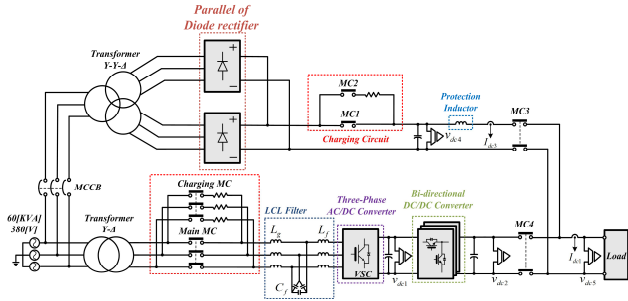 Parallel of
Diode rectifier
Transformer
Y-Y-Δ
+
-
+
-
MC2
MC1
Charging Circuit
Protection
Inductor
MC3
v_dc4
I_dc3
MCCB
60[KVA]
380[V]
Transformer
Y-Δ
Charging MC
Main MC
LCL Filter
L_g
L_f
C_f
Three-Phase
AC/DC Converter
VSC
v_dc1
Bi-directional
DC/DC Converter
v_dc2
MC4
I_dc1
v_dc5
Load